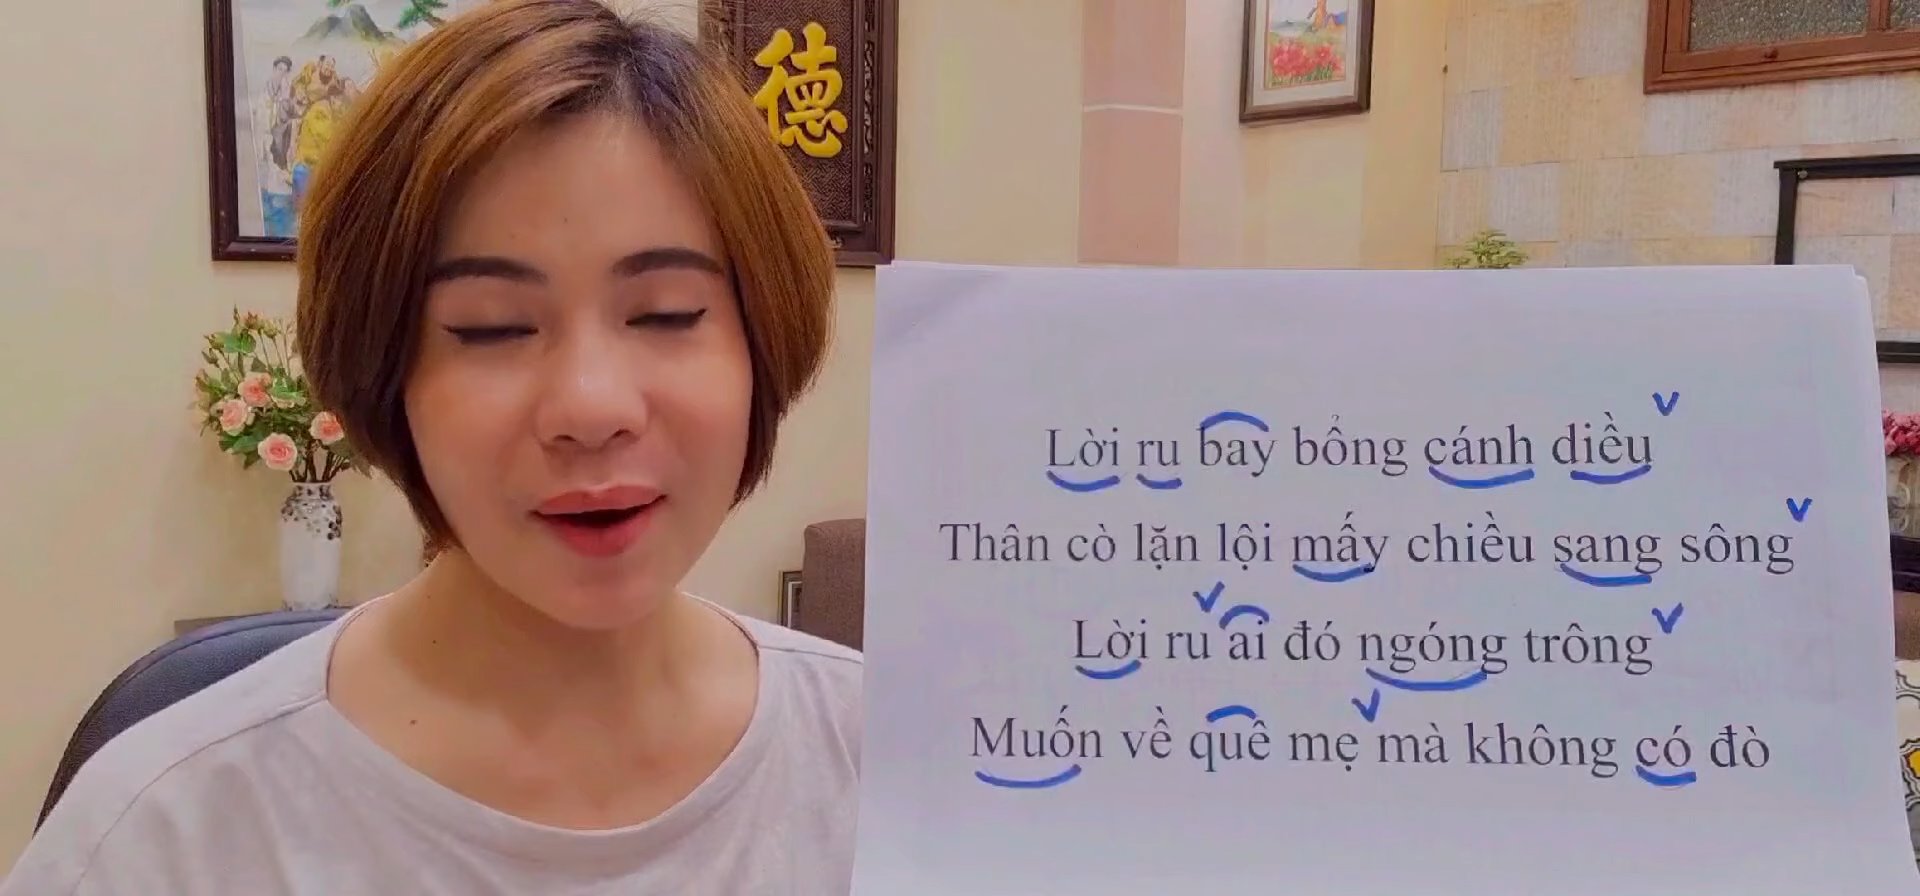 德
Lời ru bay bổng cánh diều
Thân cò lặn lội mấy chiều sang sông
Lời ru ai đó ngóng trông
Muốn về quê mẹ mà không có đò